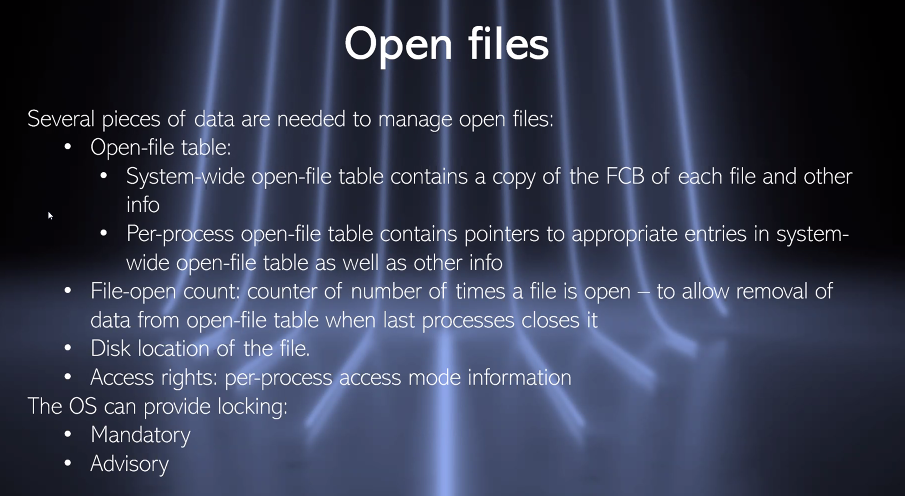 Open files
Several pieces of data are needed to manage open files:
• Open-file table:
• System-wide open-file table contains a copy of the FCB of each file and other
info
• Per-process open-file table contains pointers to appropriate entries in system-
wide open-file table as well as other info
• File-open count: counter of number of times a file is open – to allow removal of
data from open-file table when last processes closes it
• Disk location of the file.
• Access rights: per-process access mode information
The OS can provide locking:
• Mandatory
• Advisory